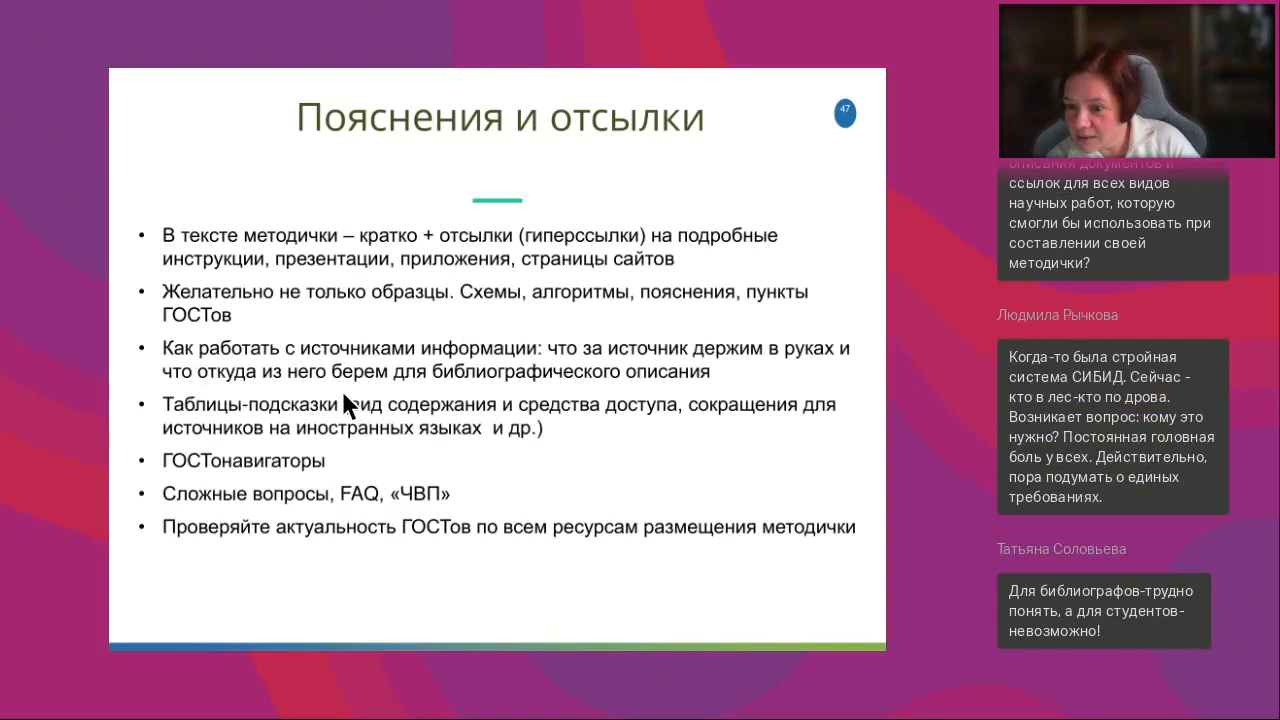 Пояснения и отсылки
47
• В тексте методички – кратко + отсылки (гиперссылки) на подробные
инструкции, презентации, приложения, страницы сайтов
• Желательно не только образцы. Схемы, алгоритмы, пояснения, пункты
ГОСТов
• Как работать с источниками информации: что за источник держим в руках и
что откуда из него берем для библиографического описания
• Таблицы-подсказки вид содержания и средства доступа, сокращения для
источников на иностранных языках и др.)
• ГОСТонавигаторы
• Сложные вопросы, FAQ, «ЧВП»
• Проверяйте актуальность ГОСТов по всем ресурсам размещения методички
описания документов и
ссылок для всех видов
научных работ, которую
смогли бы использовать при
составлении своей
методички?
Людмила Рычкова
Когда-то была стройная
система СИБИД. Сейчас -
кто в лес-кто по дрова.
Возникает вопрос: кому это
нужно? Постоянная головная
боль у всех. Действительно,
пора подумать о единых
требованиях.
Татьяна Соловьева
Для библиографов-трудно
понять, а для студентов-
невозможно!